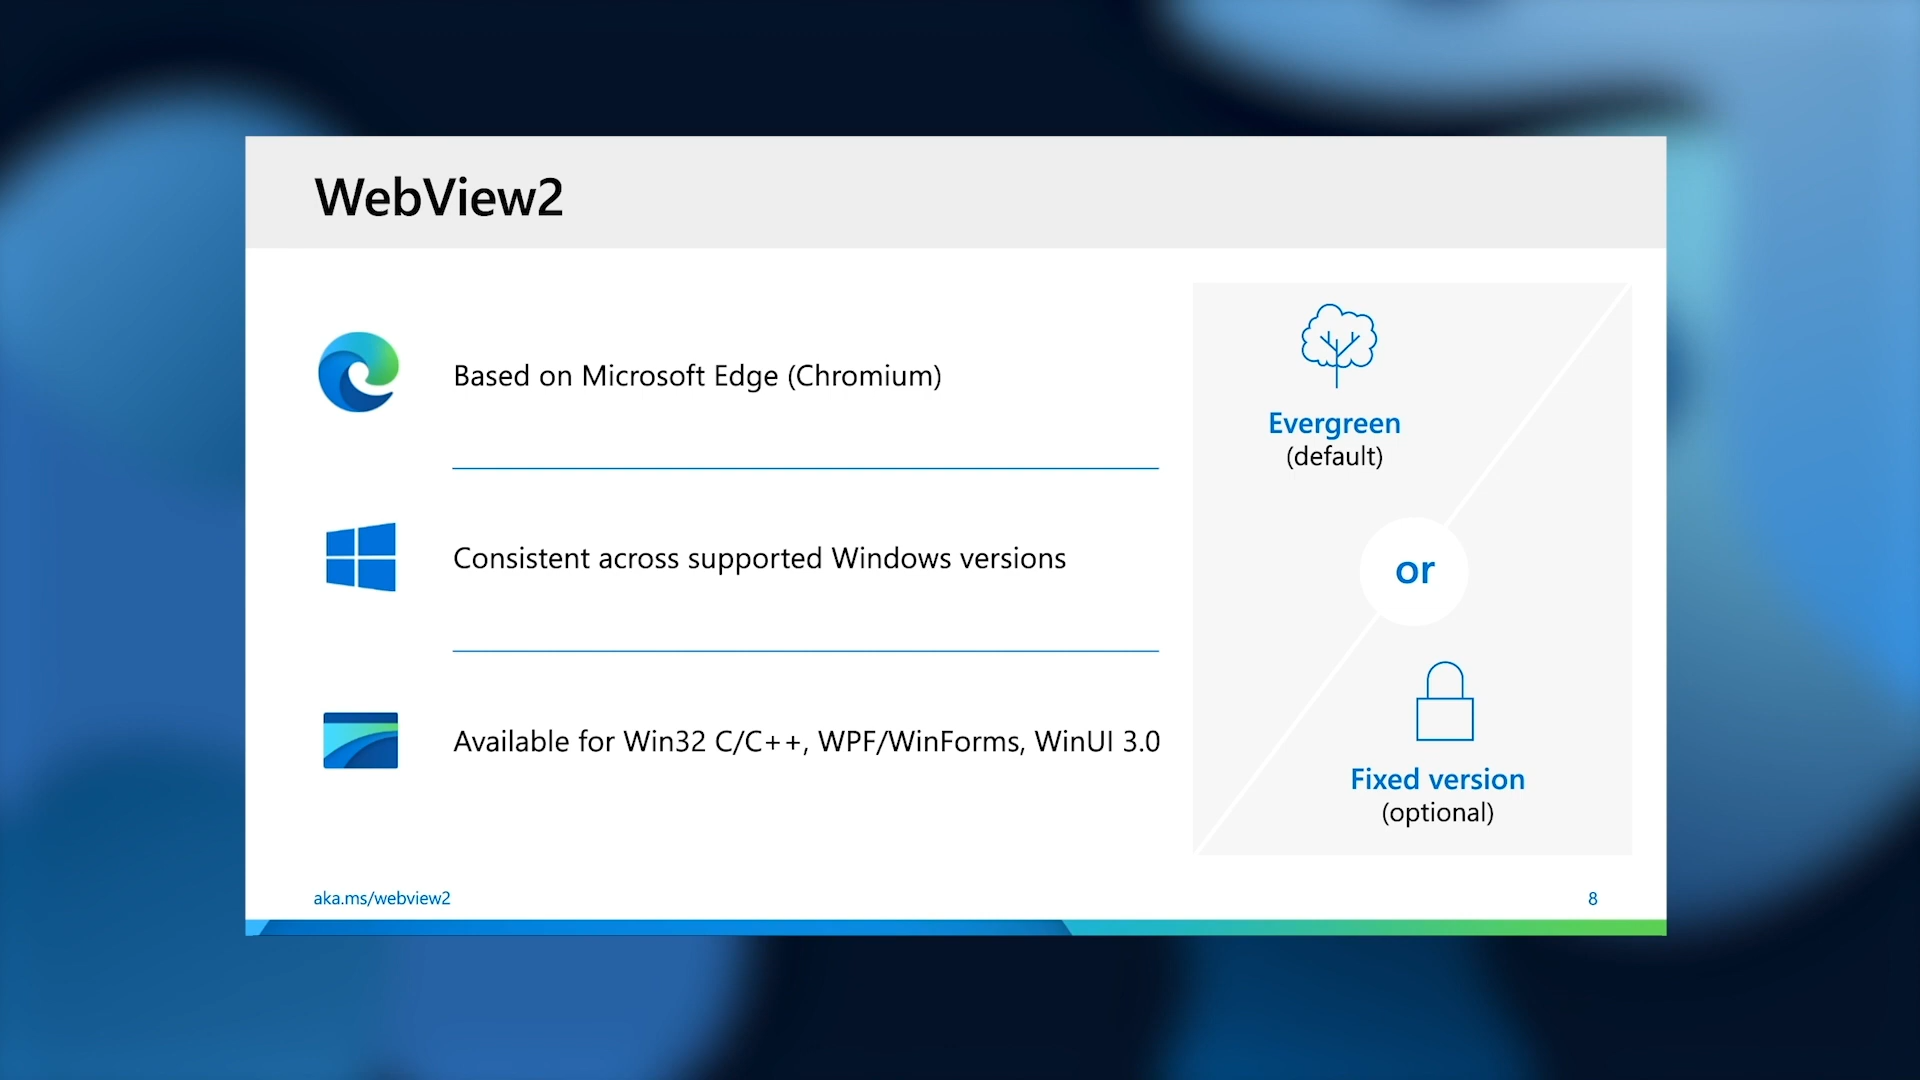 WebView2
Based on Microsoft Edge (Chromium)
Consistent across supported Windows versions
Available for Win32 C/C++, WPF/WinForms, WinUI 3.0
Evergreen
(default)
or
Fixed version
(optional)
aka.ms/webview2
8